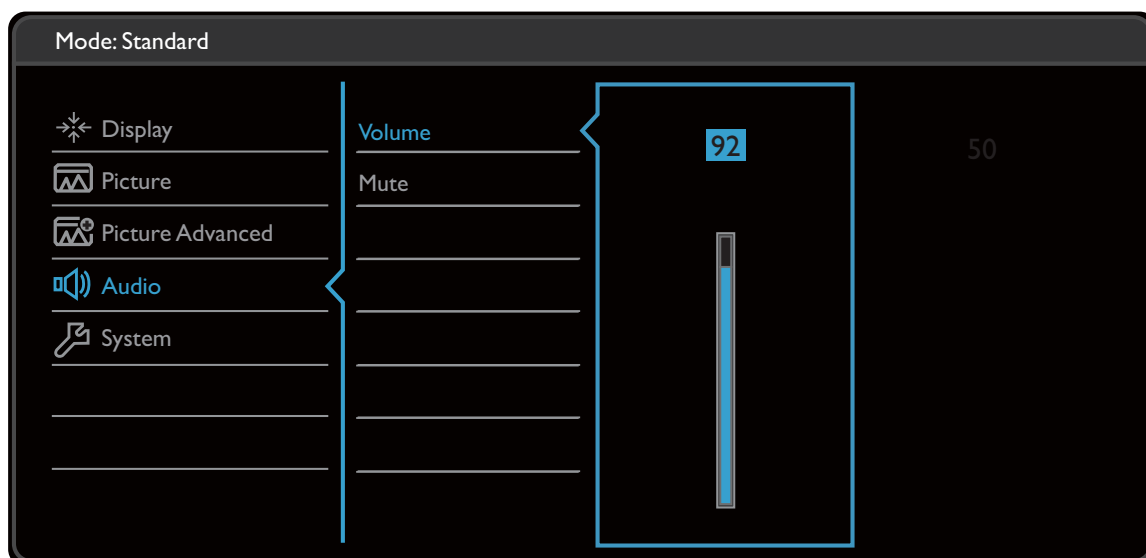 Mode: Standard
Display
Picture
Picture Advanced
Audio
System
Volume
Mute
92
50